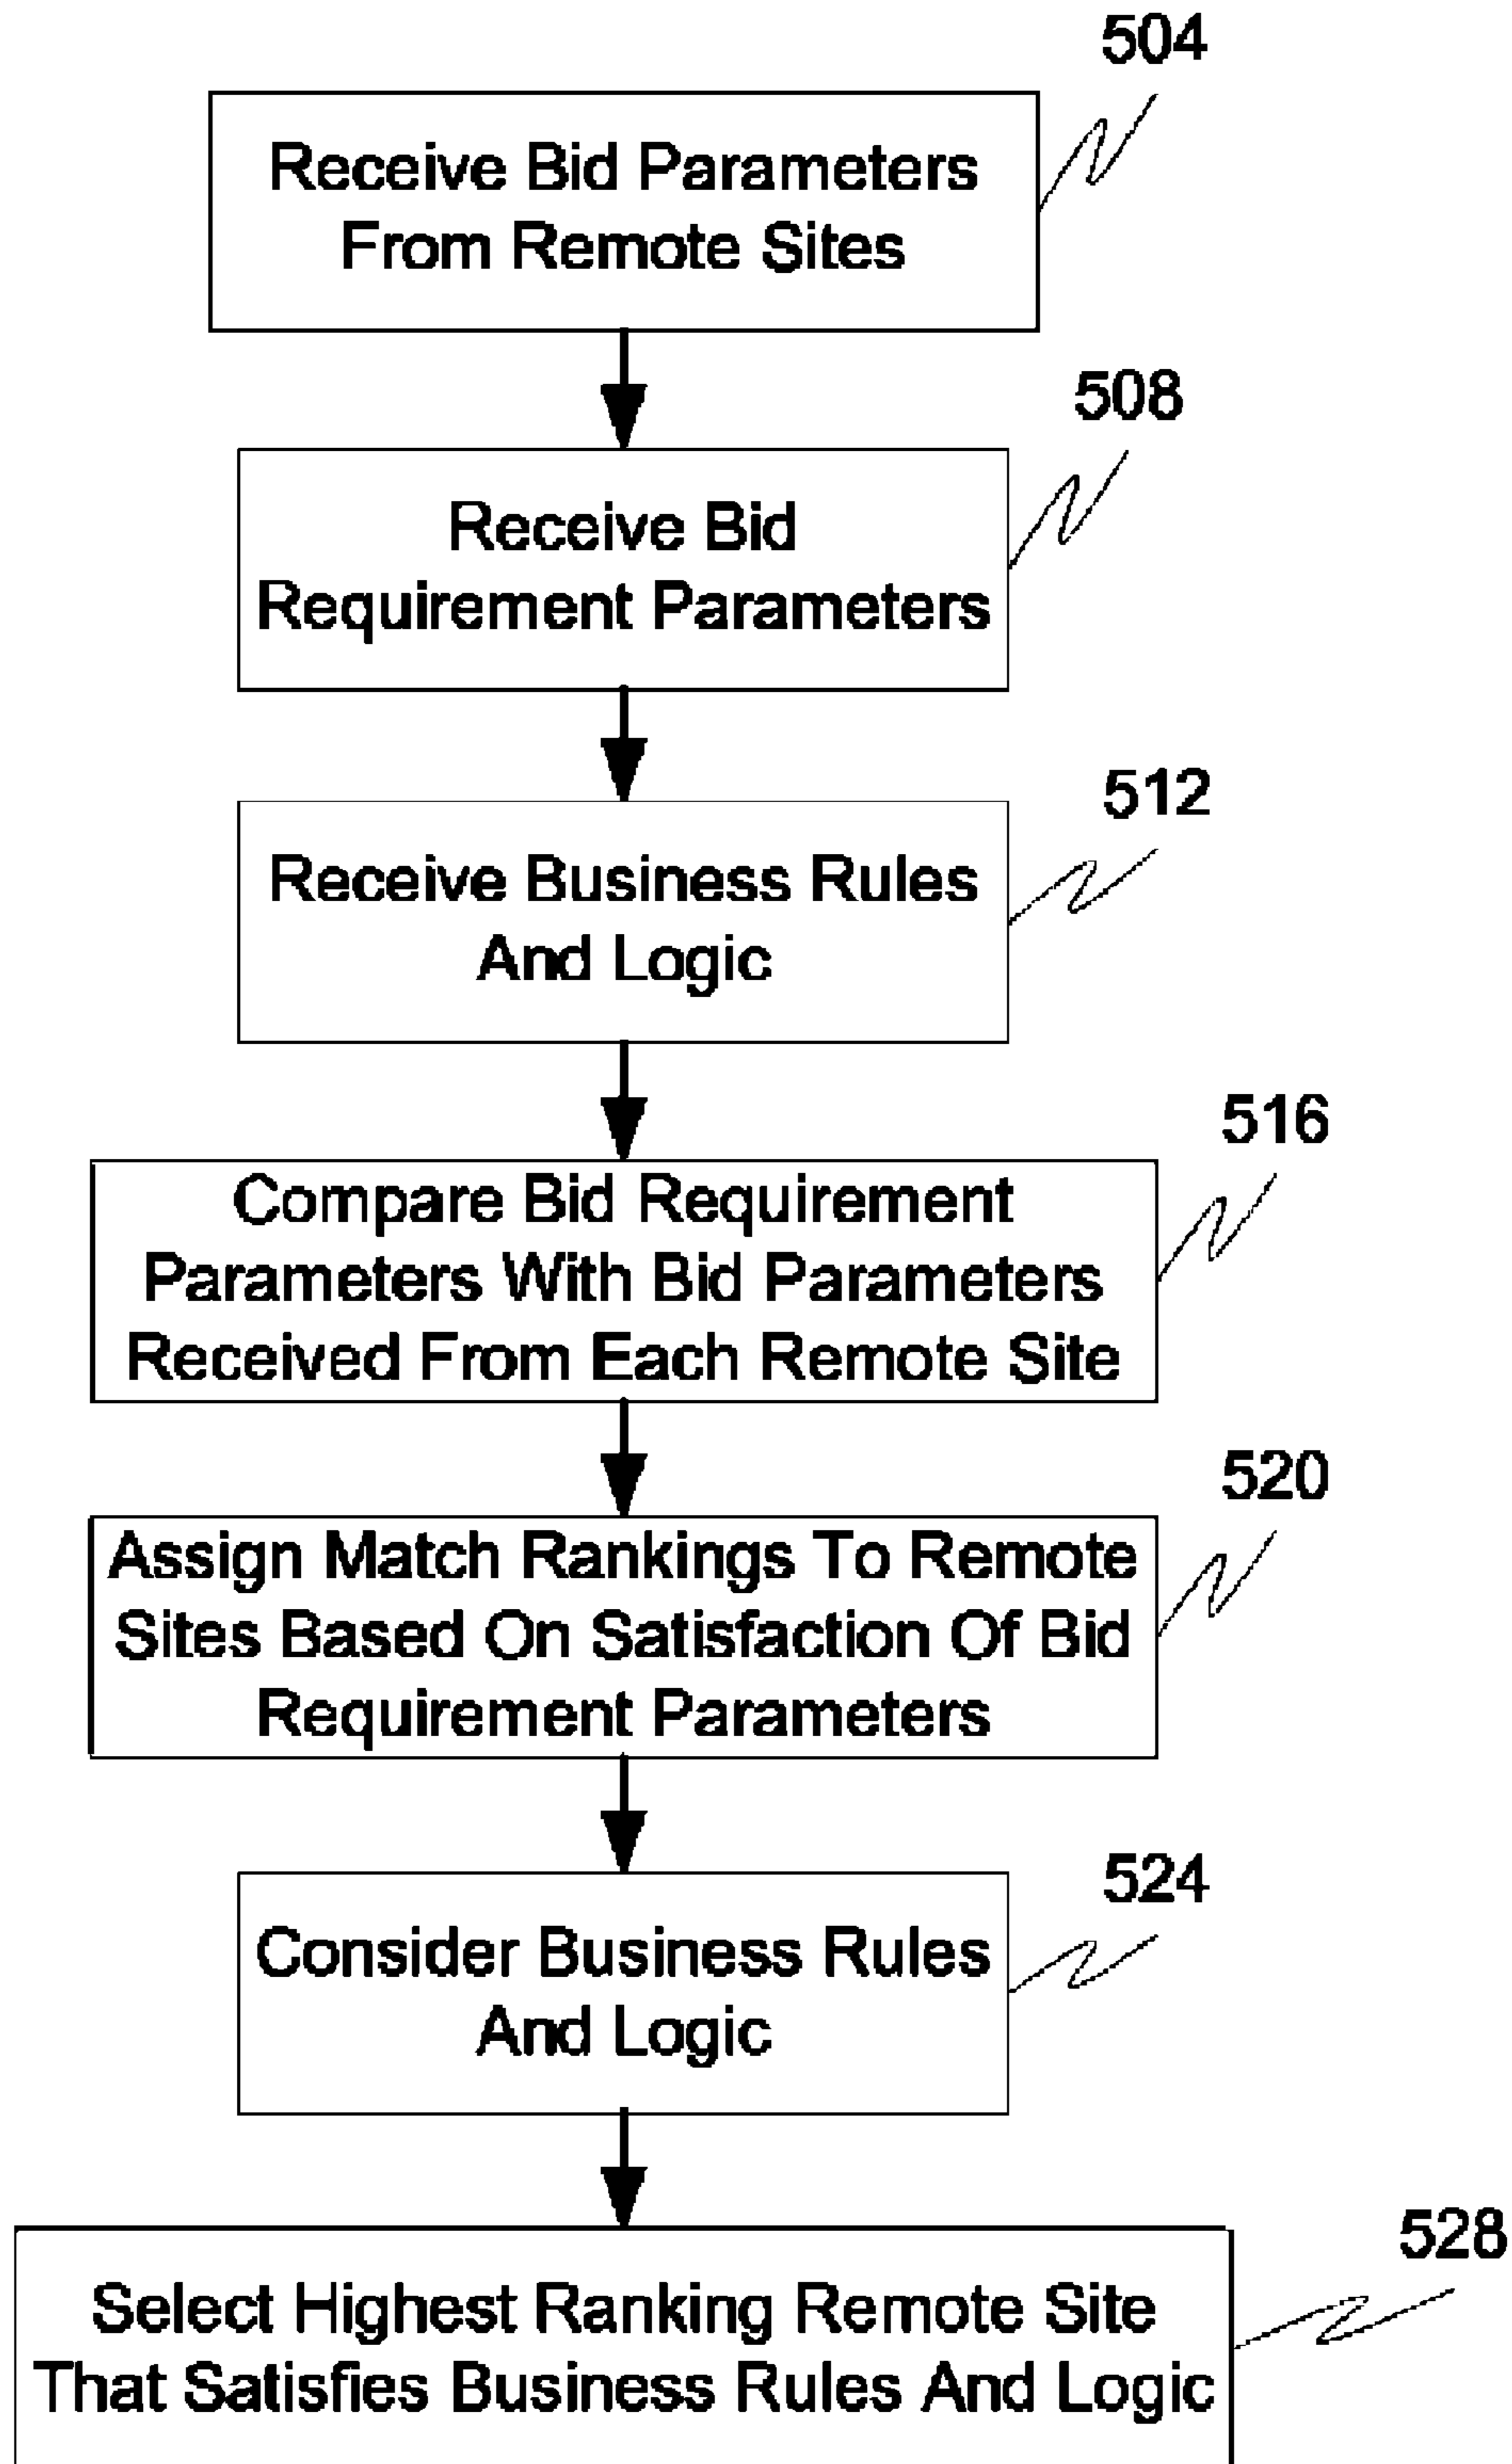 504
Receive Bid Parameters
From Remote Sites
508
Receive Bid
Requirement Parameters
512
Receive Business Rules
And Logic
516
Compare Bid Requirement
Parameters With Bid Parameters
Received From Each Remote Site
520
Assign Match Rankings To Remote
Sites Based On Satisfaction Of Bid
Requirement Parameters
524
Consider Business Rules
And Logic
528
Select Highest Ranking Remote Site
That Satisfies Business Rules And Logic